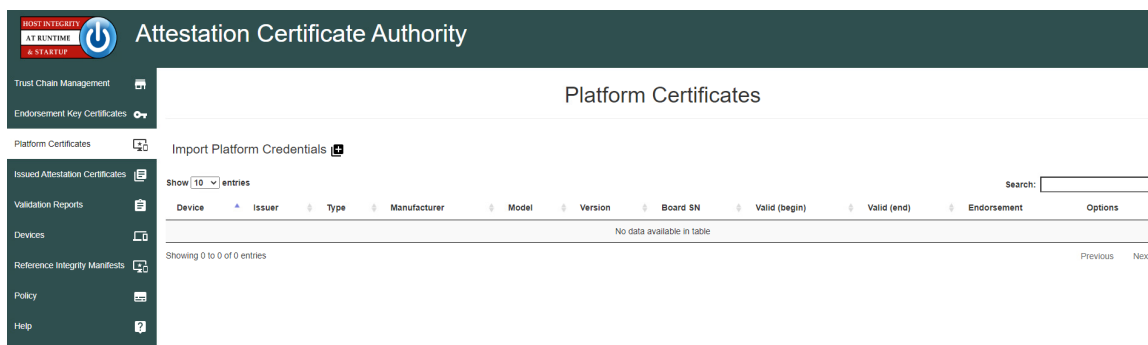 HOST INTEGRITY
AT RUNTIME
& STARTUP
Attestation Certificate Authority
Trust Chain Management
Endorsement Key Certificates
Platform Certificates
Issued Attestation Certificates
Validation Reports
Devices
Reference Integrity Manifests
Policy
Help
Platform Certificates
Import Platform Credentials
Show 10 entries
Search:
Device Issuer Type Manufacturer Model Version Board SN Valid (begin) Valid (end) Endorsement Options
No data available in table
Showing 0 to 0 of 0 entries
Previous Nex